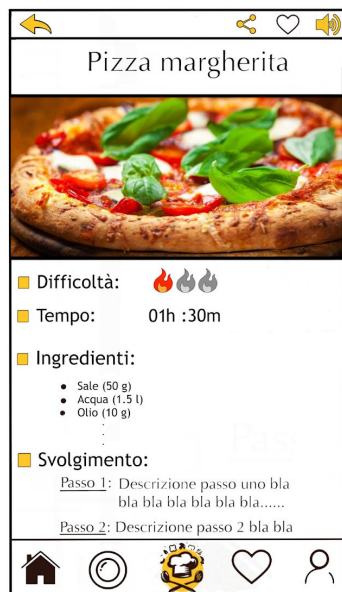 Pizza margherita
Difficoltà:
Tempo: 01h :30m
Ingredienti:
• Sale (50 g)
• Acqua (1.5 l)
• Olio (10 g)
.
.
.
Svolgimento:
Passo 1: Descrizione passo uno bla
bla bla bla bla bla bla......
Passo 2: Descrizione passo 2 bla bla